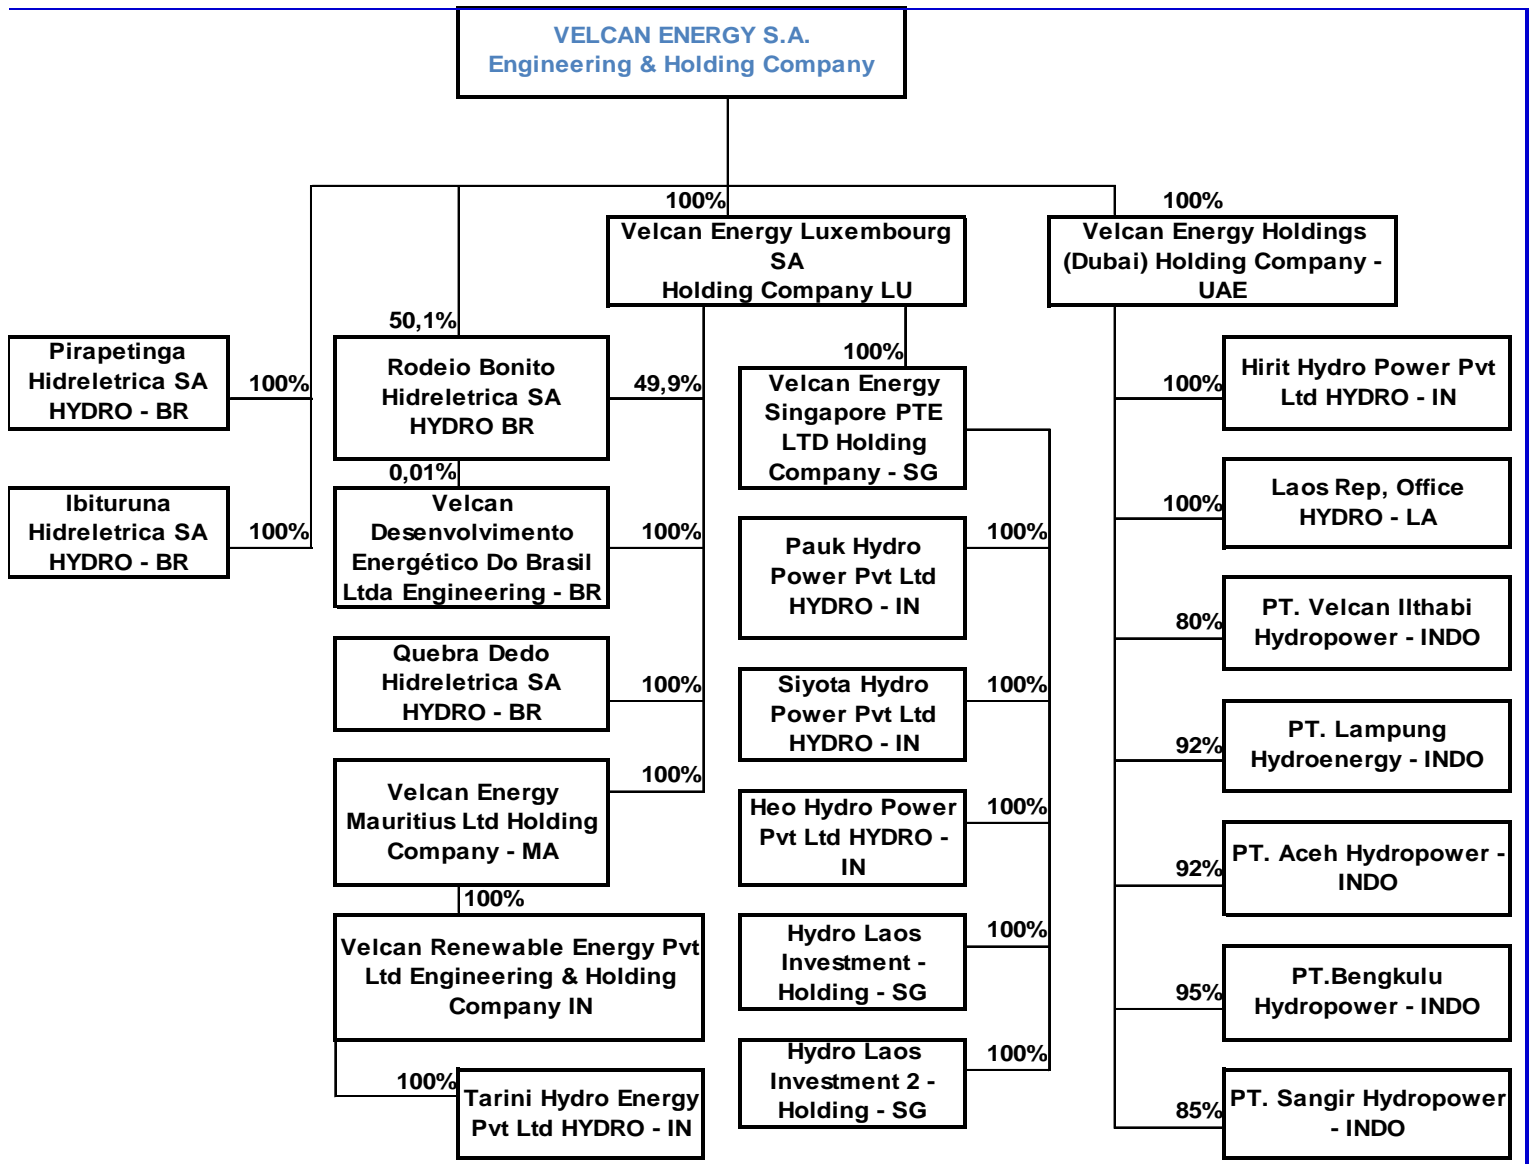 VELCAN ENERGY S.A.
Engineering & Holding Company
100%
Velcan Energy Luxembourg
SA
Holding Company LU
100%
Velcan Energy Holdings
(Dubai) Holding Company -
UAE
Pirapetinga
Hidreletrica SA
HYDRO - BR
100%
Ibituruna
Hidreletrica SA
HYDRO - BR
100%
50,1%
Rodeio Bonito
Hidreletrica SA
HYDRO BR
49,9%
0,01%
Velcan
Desenvolvimento
Energético Do Brasil
Ltda Engineering - BR
100%
Quebra Dedo
Hidreletrica SA
HYDRO - BR
100%
Velcan Energy
Mauritius Ltd Holding
Company - MA
100%
100%
Velcan Renewable Energy Pvt
Ltd Engineering & Holding
Company IN
100%
Tarini Hydro Energy
Pvt Ltd HYDRO - IN
100%
Velcan Energy
Singapore PTE
LTD Holding
Company - SG
Pauk Hydro
Power Pvt Ltd
HYDRO - IN
100%
Siyota Hydro
Power Pvt Ltd
HYDRO - IN
100%
Heo Hydro Power
Pvt Ltd HYDRO -
IN
100%
Hydro Laos
Investment -
Holding - SG
100%
Hydro Laos
Investment 2 -
Holding - SG
100%
100%
Hirit Hydro Power Pvt
Ltd HYDRO - IN
100%
Laos Rep, Office
HYDRO - LA
80%
PT. Velcan Ilthabi
Hydropower - INDO
92%
PT. Lampung
Hydroenergy - INDO
92%
PT. Aceh Hydropower -
INDO
95%
PT.Bengkulu
Hydropower - INDO
85%
PT. Sangir Hydropower
- INDO